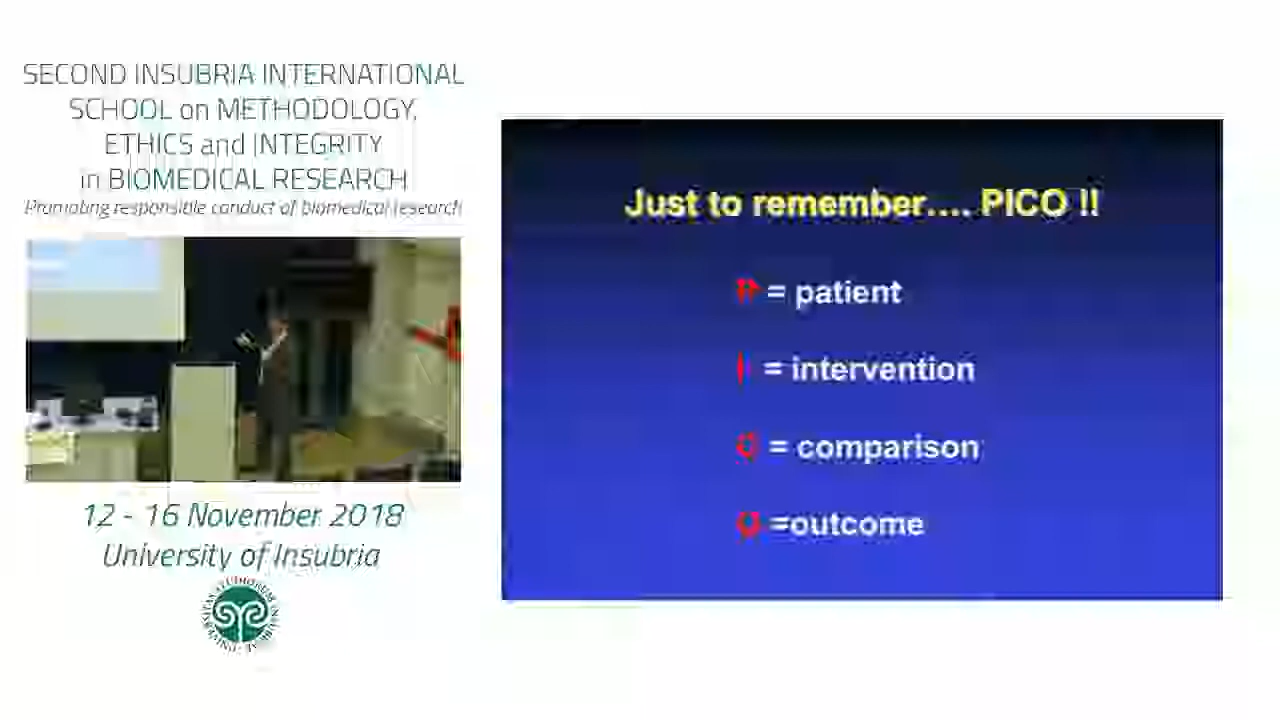 SECOND INSUBRIA INTERNATIONAL
SCHOOL on METHODOLOGY,
ETHICS and INTEGRITY
in BIOMEDICAL RESEARCH
Promoting responsible conduct of biomedical research
12 - 16 November 2018
University of Insubria
Just to remember.... PICO !!
P = patient
I = intervention
C = comparison
O =outcome